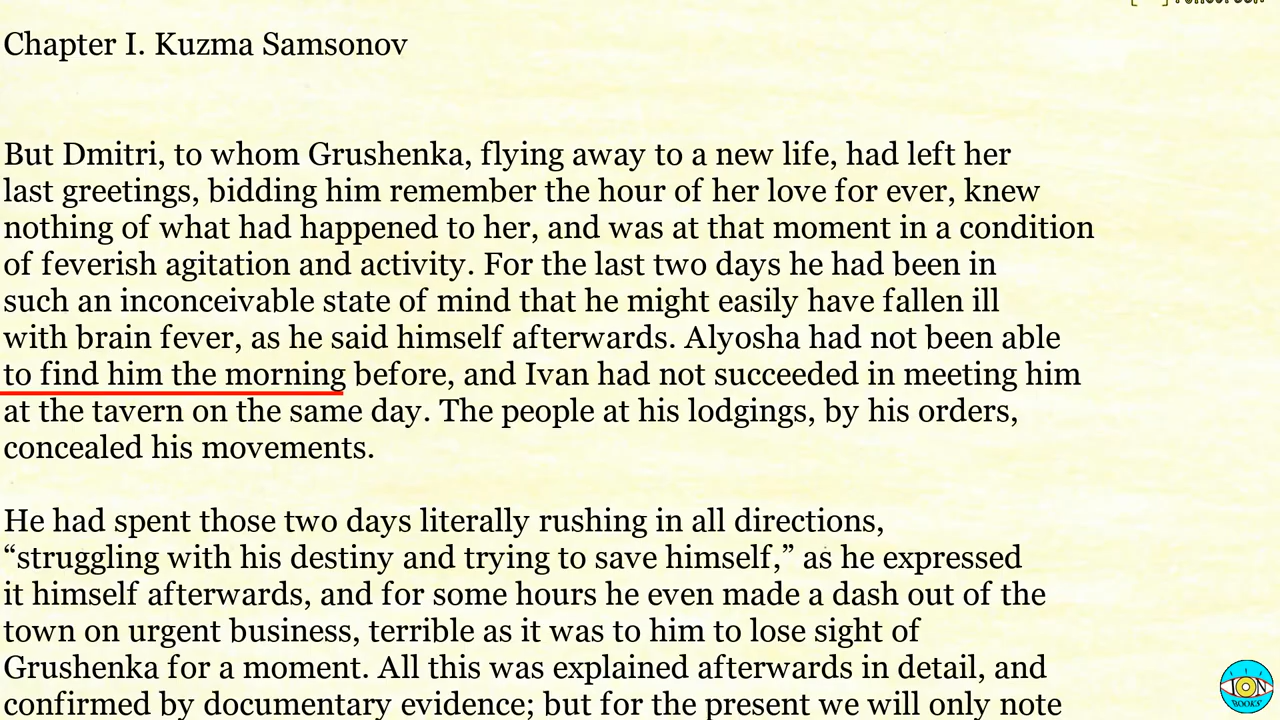 Chapter I. Kuzma Samsonov
But Dmitri, to whom Grushenka, flying away to a new life, had left her
last greetings, bidding him remember the hour of her love for ever, knew
nothing of what had happened to her, and was at that moment in a condition
of feverish agitation and activity. For the last two days he had been in
such an inconceivable state of mind that he might easily have fallen ill
with brain fever, as he said himself afterwards. Alyosha had not been able
to find him the morning before, and Ivan had not succeeded in meeting him
at the tavern on the same day. The people at his lodgings, by his orders,
concealed his movements.
He had spent those two days literally rushing in all directions,
“struggling with his destiny and trying to save himself,” as he expressed
it himself afterwards, and for some hours he even made a dash out of the
town on urgent business, terrible as it was to him to lose sight of
Grushenka for a moment. All this was explained afterwards in detail, and
confirmed by documentary evidence; but for the present we will only note
ION
BOOKS